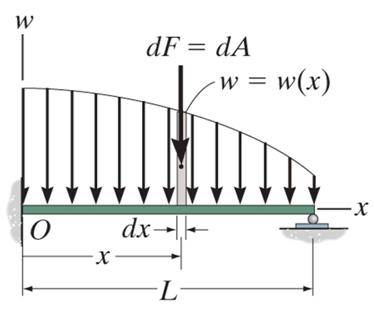 w
dF = dA
w = w(x)
x
O
dx
x
L